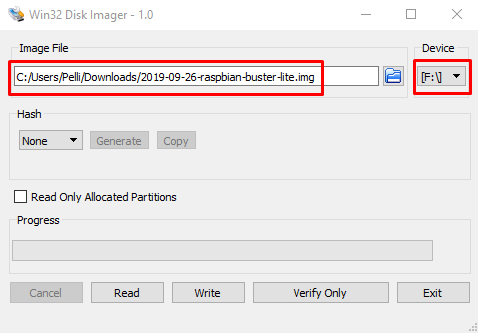 Win32 Disk Imager - 1.0
Image File
Device
C:/Users/Pelli/Downloads/2019-09-26-raspbian-buster-lite.img
[F:\]
Hash
None
Generate
Copy
Read Only Allocated Partitions
Progress
Cancel
Read
Write
Verify Only
Exit